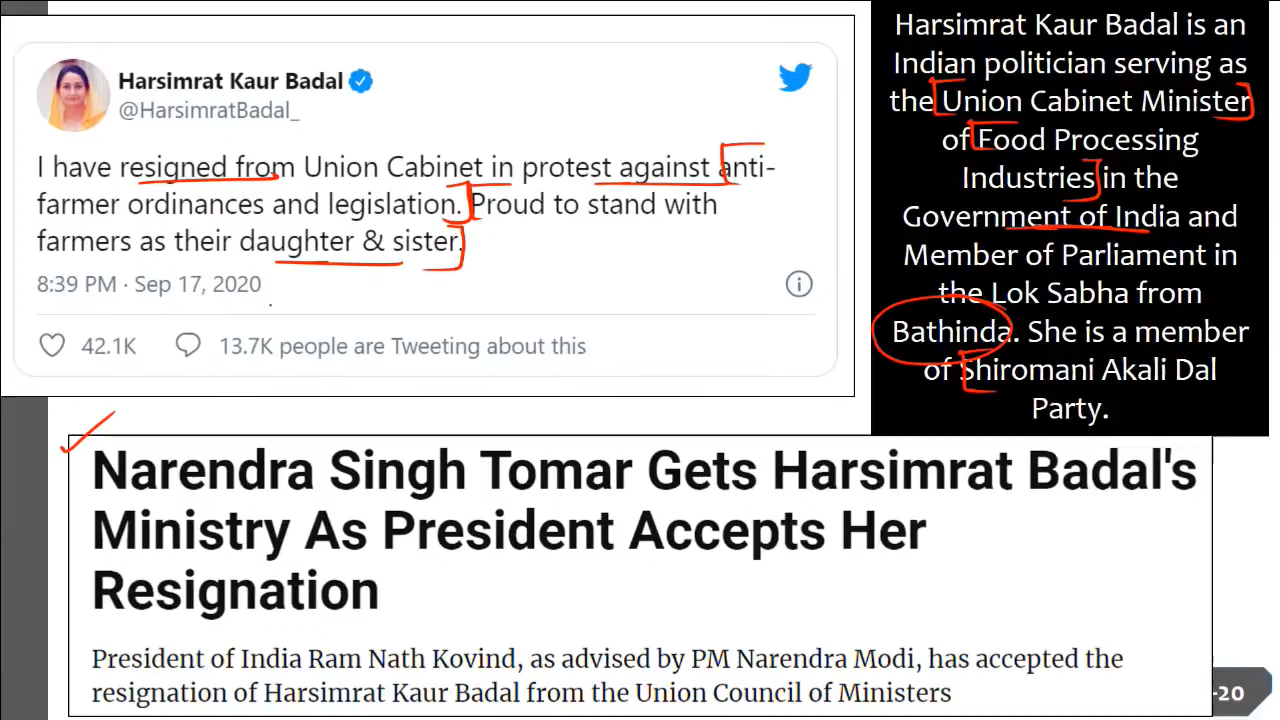 Harsimrat Kaur Badal
@HarsimratBadal_
I have resigned from Union Cabinet in protest against anti-
farmer ordinances and legislation. Proud to stand with
farmers as their daughter & sister.
8:39 PM · Sep 17, 2020
42.1K 13.7K people are Tweeting about this
Harsimrat Kaur Badal is an
Indian politician serving as
the Union Cabinet Minister
of Food Processing
Industries in the
Government of India and
Member of Parliament in
the Lok Sabha from
Bathinda. She is a member
of Shiromani Akali Dal
Party.
Narendra Singh Tomar Gets Harsimrat Badal's
Ministry As President Accepts Her
Resignation
President of India Ram Nath Kovind, as advised by PM Narendra Modi, has accepted the
resignation of Harsimrat Kaur Badal from the Union Council of Ministers
-20